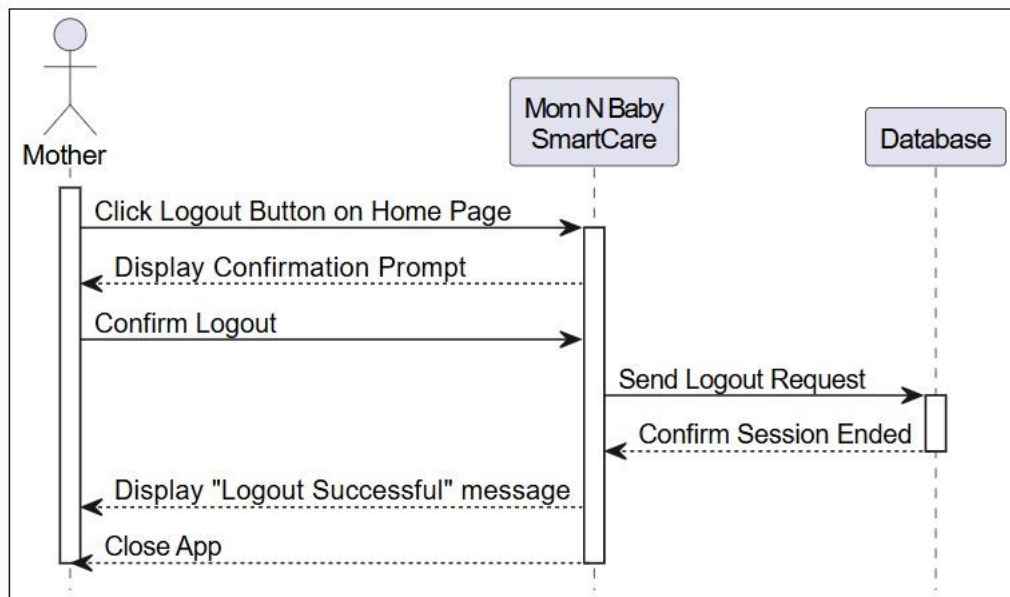 Mother
Mom N Baby
SmartCare
Database
Click Logout Button on Home Page
Display Confirmation Prompt
Confirm Logout
Send Logout Request
Confirm Session Ended
Display "Logout Successful" message
Close App